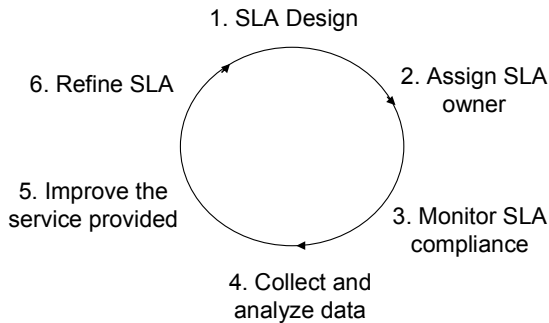 1. SLA Design
2. Assign SLA
owner
3. Monitor SLA
compliance
4. Collect and
analyze data
5. Improve the
service provided
6. Refine SLA